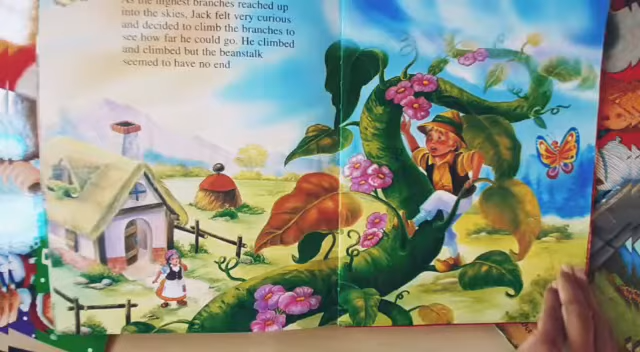 As the highest branches reached up
into the skies, Jack felt very curious
and decided to climb the branches to
see how far he could go. He climbed
and climbed but the beanstalk
seemed to have no end